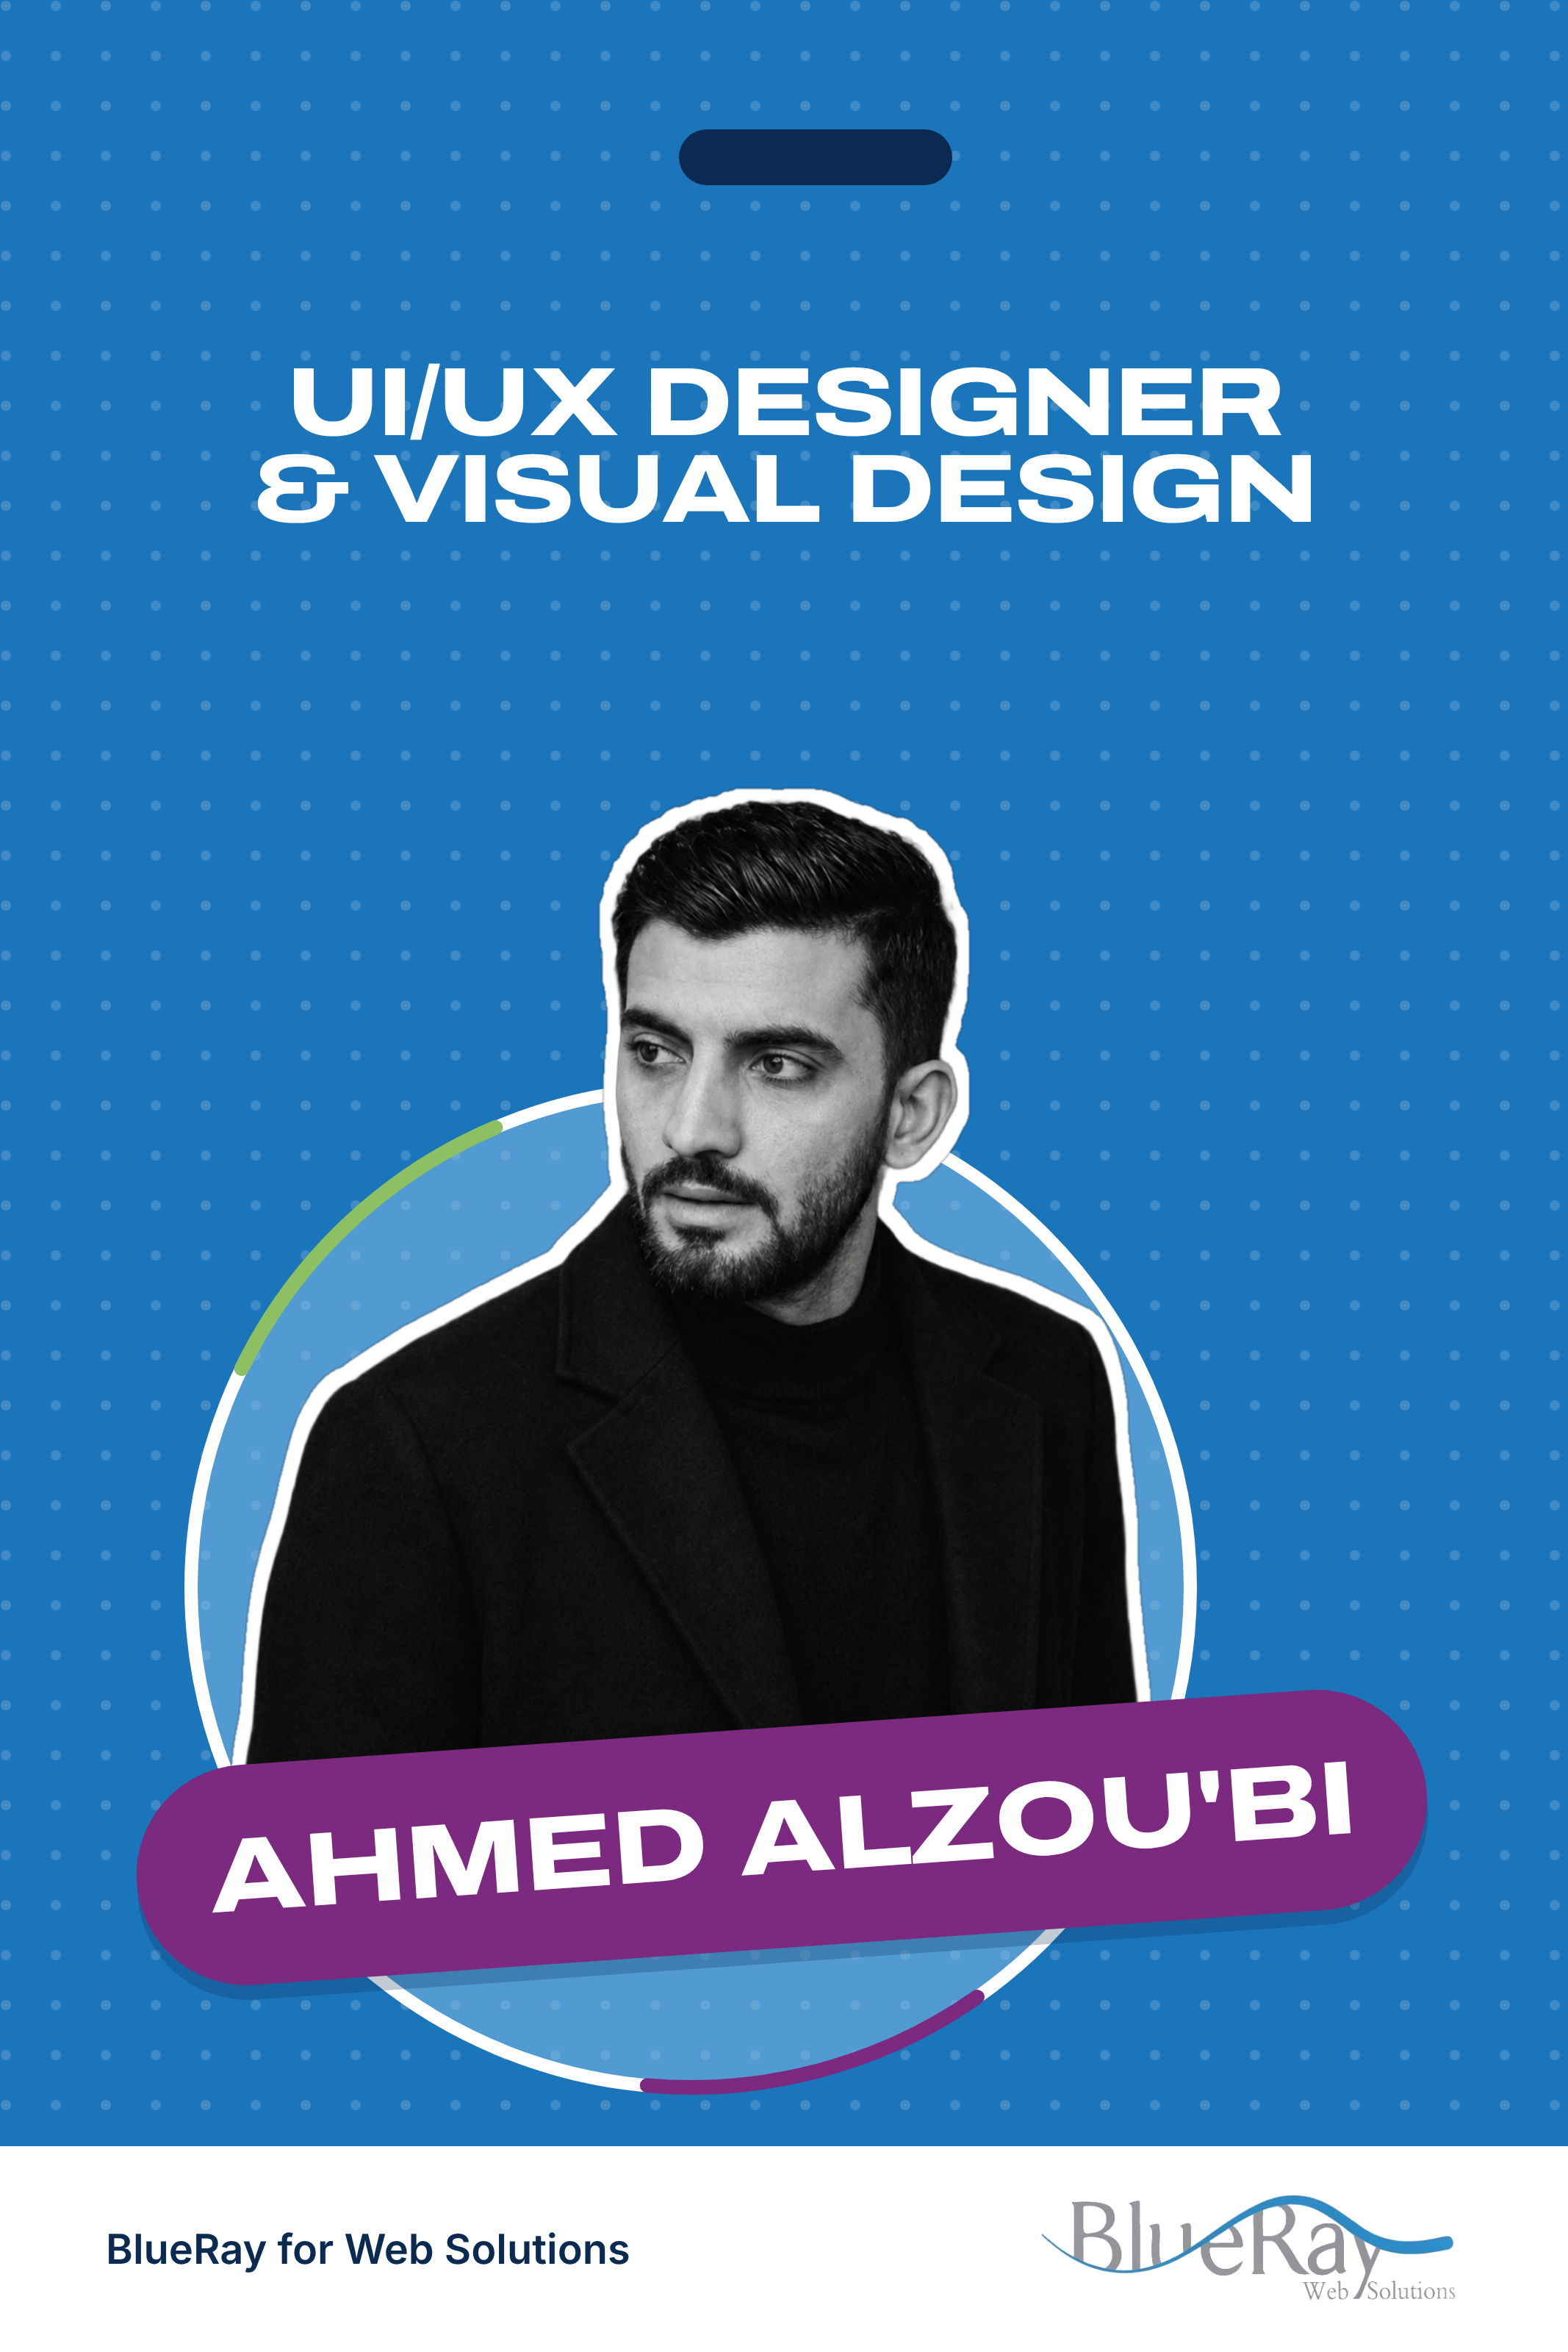 UI/UX DESIGNER
& VISUAL DESIGN
AHMED ALZOU'BI
BlueRay for Web Solutions
BlueRay
Web Solutions